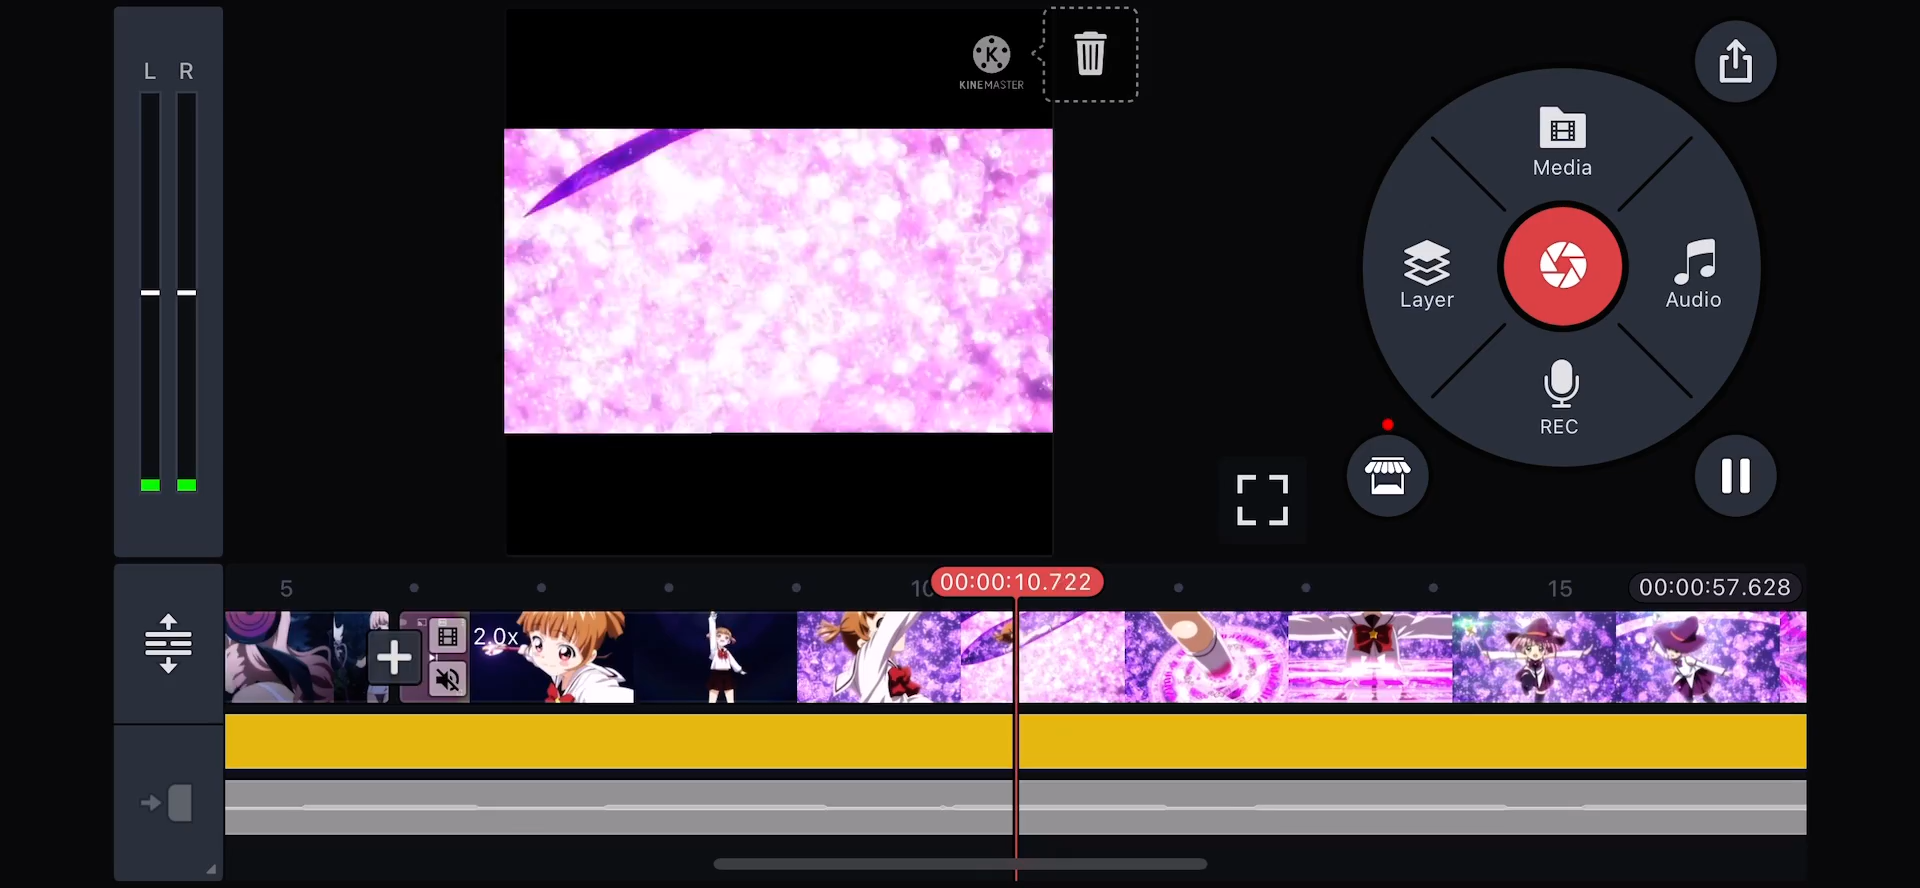 L R
KINEMASTER
Media
Layer
Audio
REC
5
10
00:00:10.722
15
00:00:57.628
2.0x